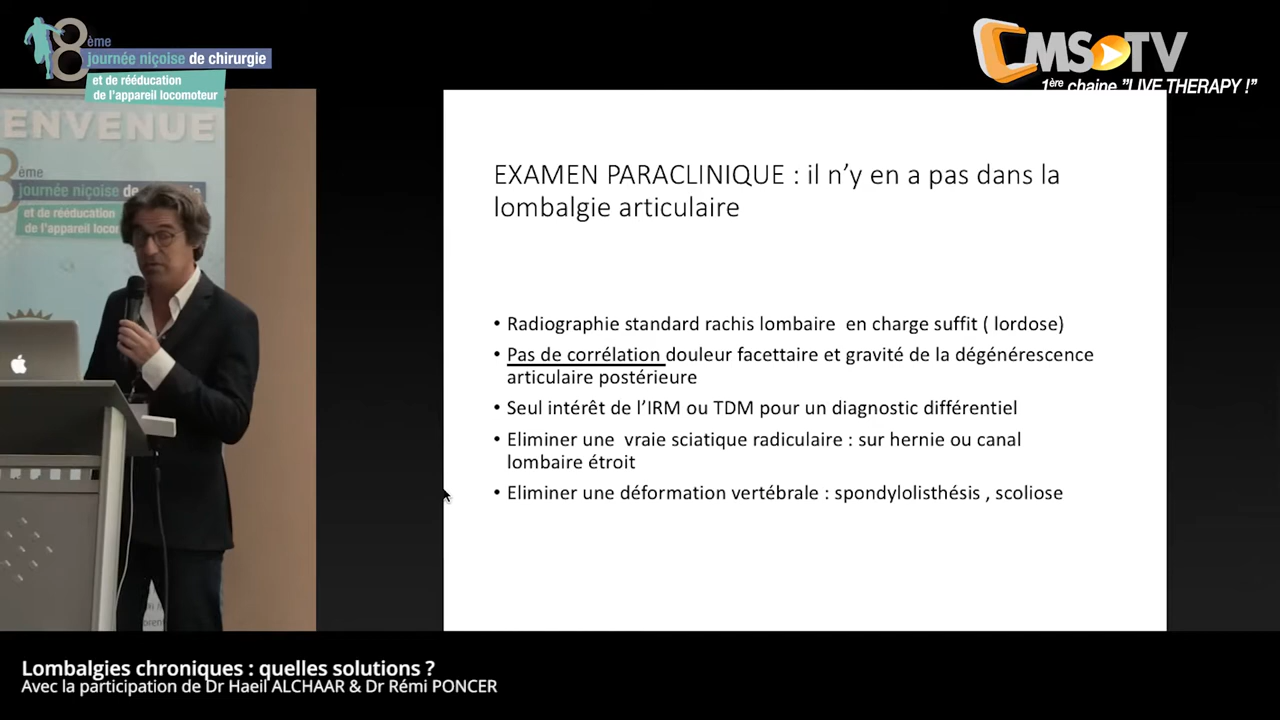 8ème
journée niçoise de chirurgie
et de rééducation
de l'appareil locomoteur
CMS TV
1ère chaine "LIVE THERAPY !"
ENVENUE
8ème
journée niçoise de
et de rééducation
de l'appareil loco
EXAMEN PARACLINIQUE : il n'y en a pas dans la
lombalgie articulaire
• Radiographie standard rachis lombaire en charge suffit ( lordose)
• Pas de corrélation douleur facettaire et gravité de la dégénérescence
articulaire postérieure
• Seul intérêt de l'IRM ou TDM pour un diagnostic différentiel
• Eliminer une vraie sciatique radiculaire : sur hernie ou canal
lombaire étroit
• Eliminer une déformation vertébrale : spondylolisthésis , scoliose
Lombalgies chroniques : quelles solutions ?
Avec la participation de Dr Haeil ALCHAAR & Dr Rémi PONCER